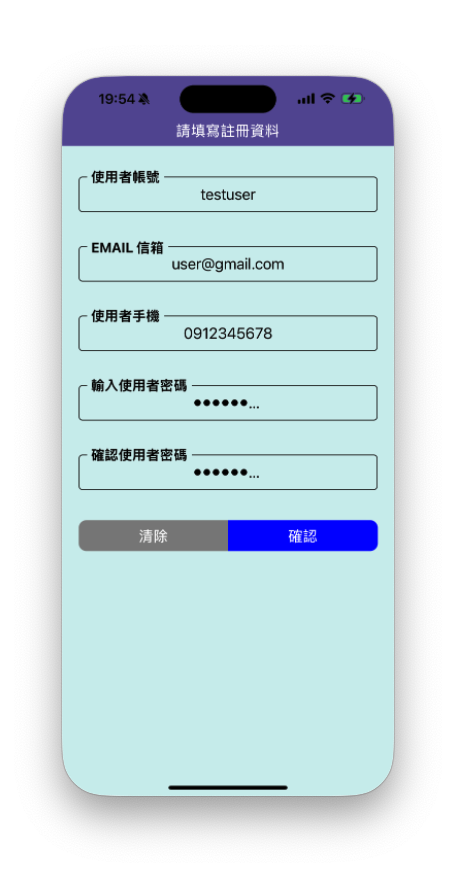 19:54
請填寫註冊資料
使用者帳號
testuser
EMAIL 信箱
user@gmail.com
使用者手機
0912345678
輸入使用者密碼
●●●●●●...
確認使用者密碼
●●●●●●...
清除 確認